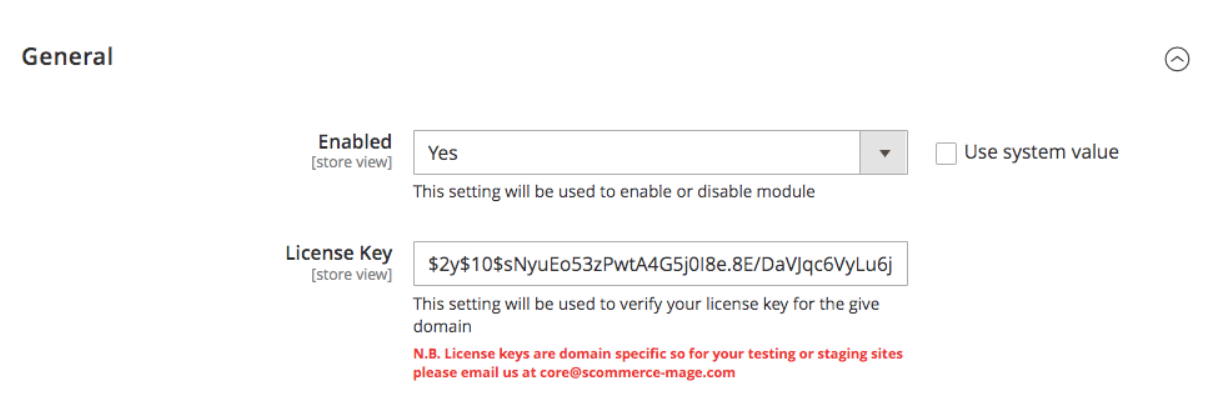 General
Enabled
[store view]
Yes
Use system value
This setting will be used to enable or disable module
License Key
[store view]
$2y$10$sNyuEo53zPwtA4G5j0I8e.8E/DaVJqc6VyLu6j
This setting will be used to verify your license key for the give
domain
N.B. License keys are domain specific so for your testing or staging sites
please email us at core@scommerce-mage.com